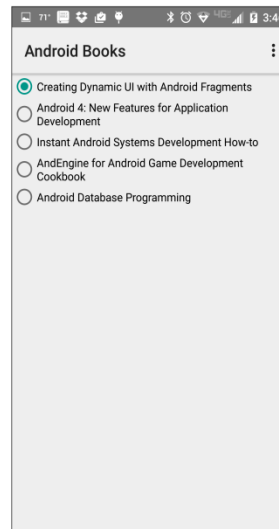 71°
4G
3:4
Android Books
Creating Dynamic UI with Android Fragments
Android 4: New Features for Application
Development
Instant Android Systems Development How-to
AndEngine for Android Game Development
Cookbook
Android Database Programming